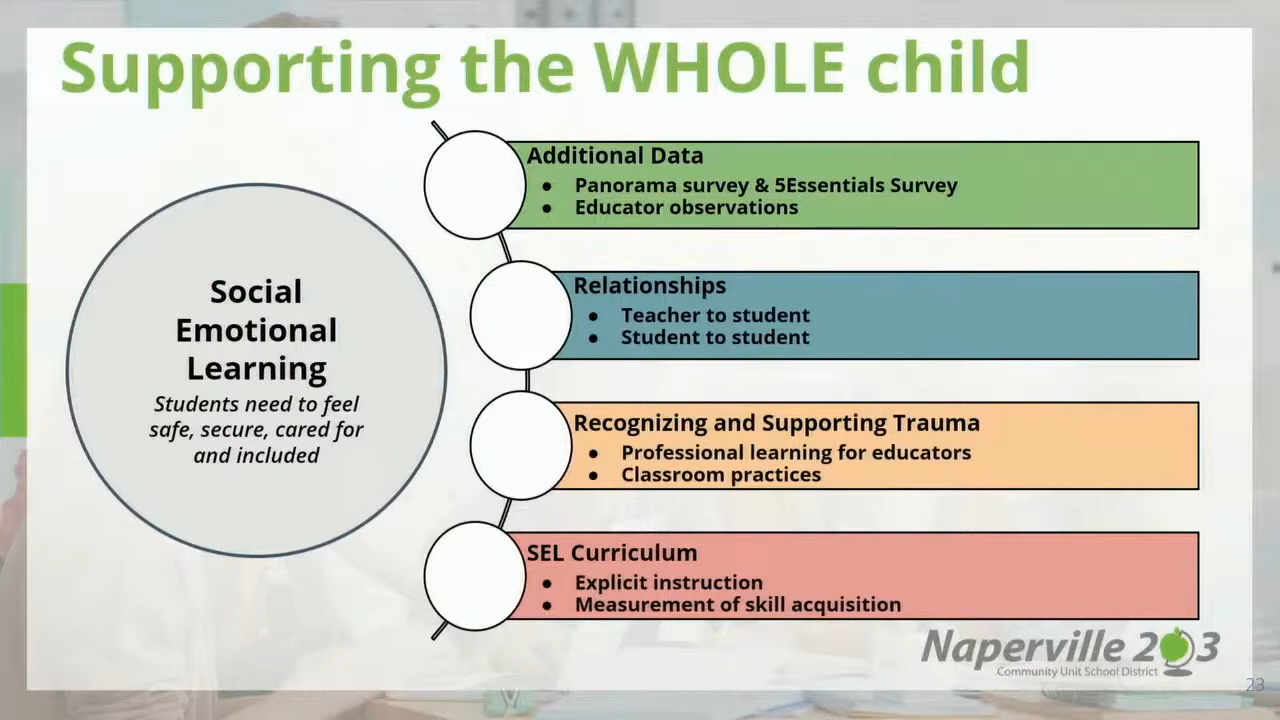 Supporting the WHOLE child
Social
Emotional
Learning
Students need to feel
safe, secure, cared for
and included
Additional Data
● Panorama survey & 5Essentials Survey
● Educator observations
Relationships
● Teacher to student
● Student to student
Recognizing and Supporting Trauma
● Professional learning for educators
● Classroom practices
SEL Curriculum
● Explicit instruction
● Measurement of skill acquisition
Naperville 203
Community Unit School District
23